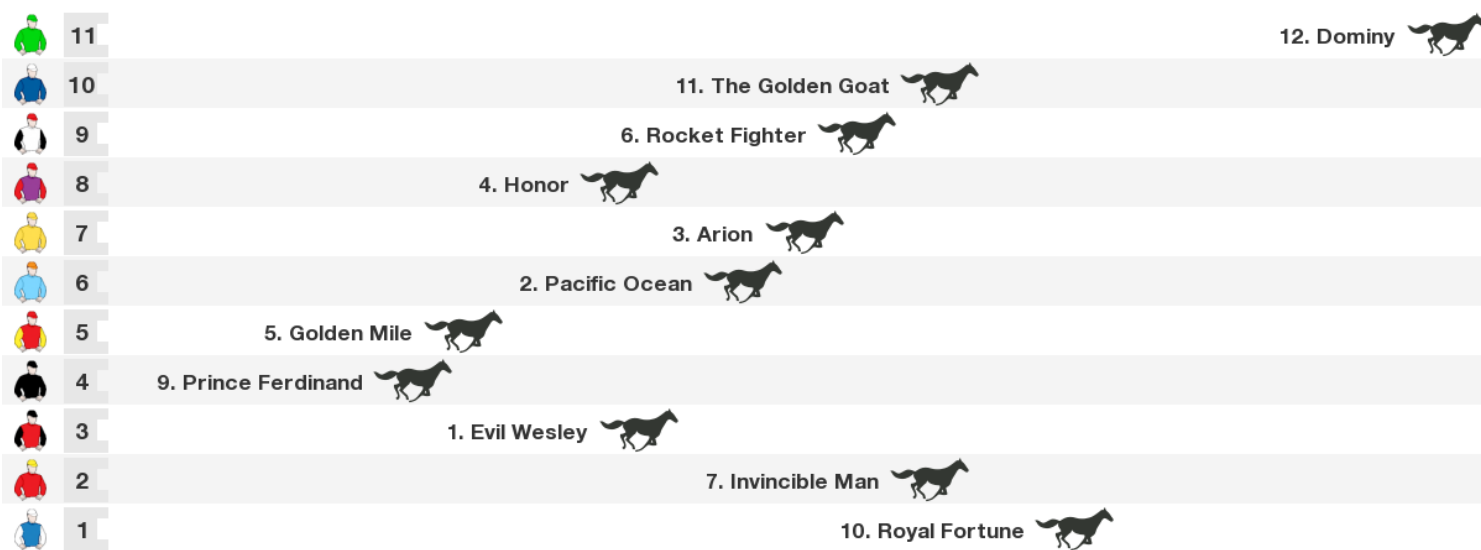 11 12. Dominy
10 11. The Golden Goat
9 6. Rocket Fighter
8 4. Honor
7 3. Arion
6 2. Pacific Ocean
5 5. Golden Mile
4 9. Prince Ferdinand
3 1. Evil Wesley
2 7. Invincible Man
1 10. Royal Fortune